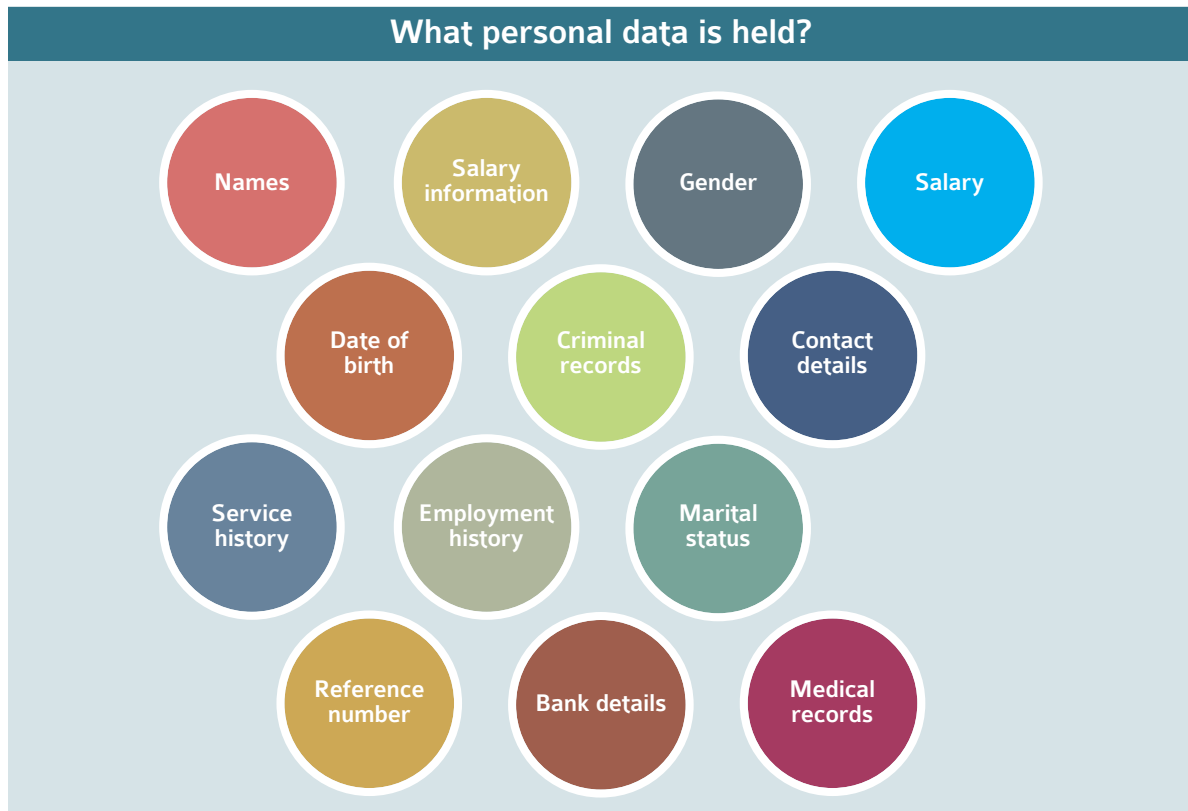 What personal data is held?
Names
Salary
information
Gender
Salary
Date of
birth
Criminal
records
Contact
details
Service
history
Employment
history
Marital
status
Reference
number
Bank details
Medical
records